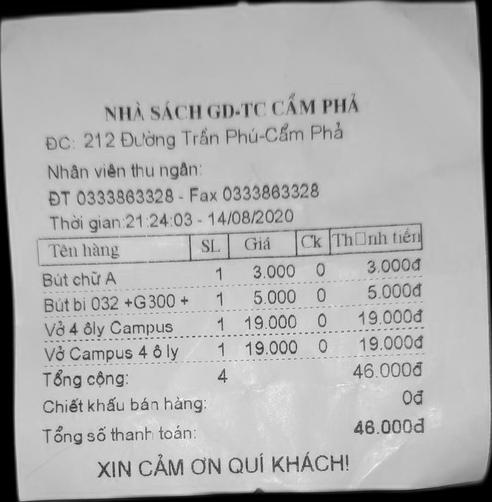 NHÀ SÁCH GD-TC CẨM PHẢ
ĐC: 212 Đường Trần Phú-Cẩm Phả
Nhân viên thu ngân:
ĐT 0333863328 - Fax 0333863328
Thời gian:21:24:03 - 14/08/2020
Tên hàng SL Giá Ck Th□nh tiền
Bút chữ A 1 3.000 0 3.000đ
Bút bi 032 +G300 + 1 5.000 0 5.000đ
Vở 4 ôly Campus 1 19.000 0 19.000đ
Vở Campus 4 ô ly 1 19.000 0 19.000đ
Tổng cộng: 4 46.000đ
Chiết khấu bán hàng: 0đ
Tổng số thanh toán: 46.000đ
XIN CẢM ƠN QUÍ KHÁCH!